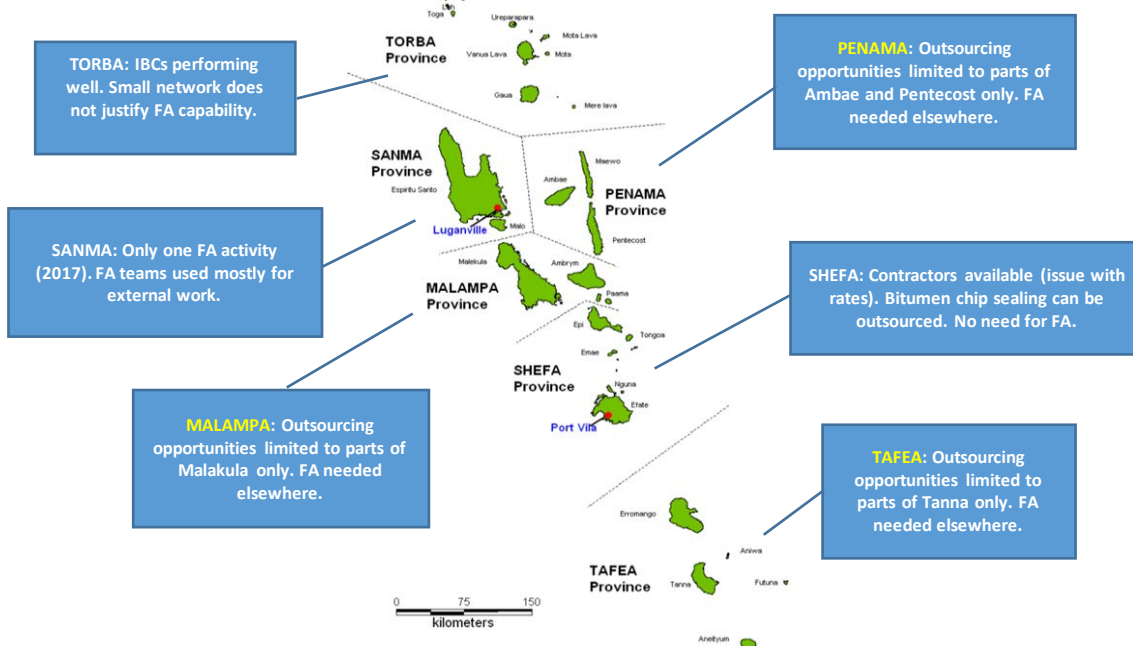 Loh
Toga
Ureparapara
Mota Lava
TORBA
Province
Vanua Lava
Mota
Gaua
Mere lava
TORBA: IBCs performing
well. Small network does
not justify FA capability.
PENAMA: Outsourcing
opportunities limited to parts of
Ambae and Pentecost only. FA
needed elsewhere.
SANMA
Province
Espiritu Santo
Luganville
Malo
Maewo
Ambae
PENAMA
Province
Pentecost
SANMA: Only one FA activity
(2017). FA teams used mostly for
external work.
Malekula
Ambrym
MALAMPA
Province
Paama
SHEFA: Contractors available (issue with
rates). Bitumen chip sealing can be
outsourced. No need for FA.
Epi
Tongoa
Emae
SHEFA
Province
Nguna
Efate
Port Vila
MALAMPA: Outsourcing
opportunities limited to parts of
Malakula only. FA needed
elsewhere.
TAFEA: Outsourcing
opportunities limited to
parts of Tanna only. FA
needed elsewhere.
Erromango
Aniwa
TAFEA
Province
Tanna
Futuna
0 75 150
kilometers
Aneityum